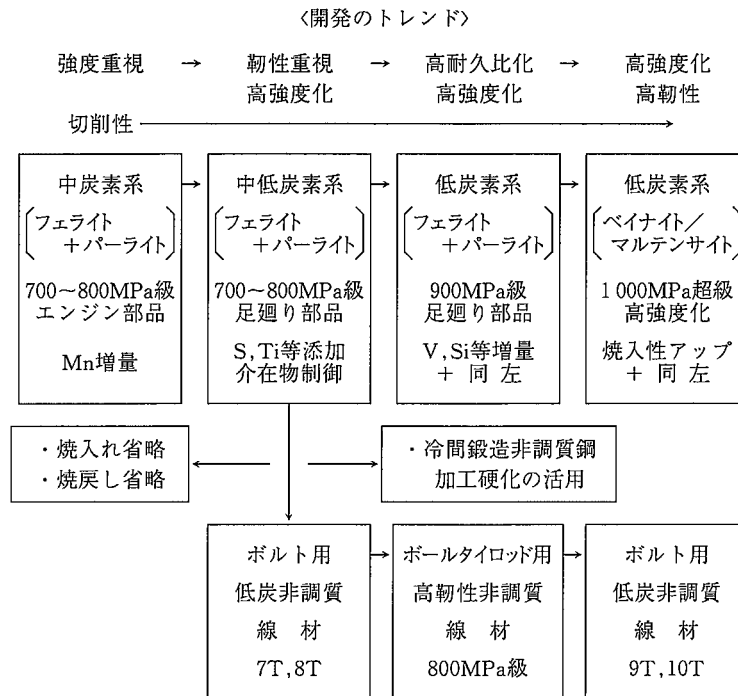 〈開発のトレンド〉
強度重視 → 靭性重視 → 高耐久比化 → 高強度化
高強度化 高強度化 高靭性
切削性
中炭素系 → 中低炭素系 → 低炭素系 → 低炭素系
(フェライト (フェライト (フェライト (ベイナイト/
+パーライト) +パーライト) +パーライト) マルテンサイト)
700~800MPa級 700~800MPa級 900MPa級 1000MPa超級
エンジン部品 足廻り部品 足廻り部品 高強度化
Mn増量 S,Ti等添加 V,Si等増量 焼入性アップ
介在物制御 + 同 左 + 同 左
・焼入れ省略 ・冷間鍛造非調質鋼
・焼戻し省略 加工硬化の活用
ボルト用 → ボールタイロッド用 → ボルト用
低炭非調質 高靭性非調質 低炭非調質
線 材 線 材 線 材
7T,8T 800MPa級 9T,10T